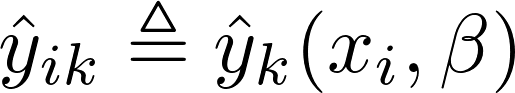 ŷ_{ik} ≜ ŷ_k(x_i, β)